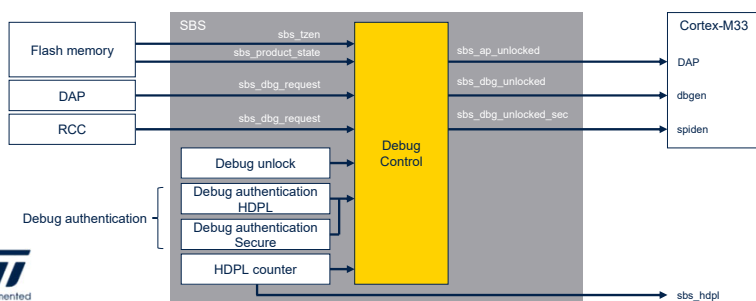 SBS
Cortex-M33
Flash memory
sbs_tzen
sbs_product_state
sbs_ap_unlocked
DAP
DAP
sbs_dbg_request
sbs_dbg_unlocked
dbgen
RCC
sbs_dbg_request
sbs_dbg_unlocked_sec
spiden
Debug
Control
Debug unlock
Debug authentication
HDPL
Debug authentication
Debug authentication
Secure
HDPL counter
sbs_hdpl